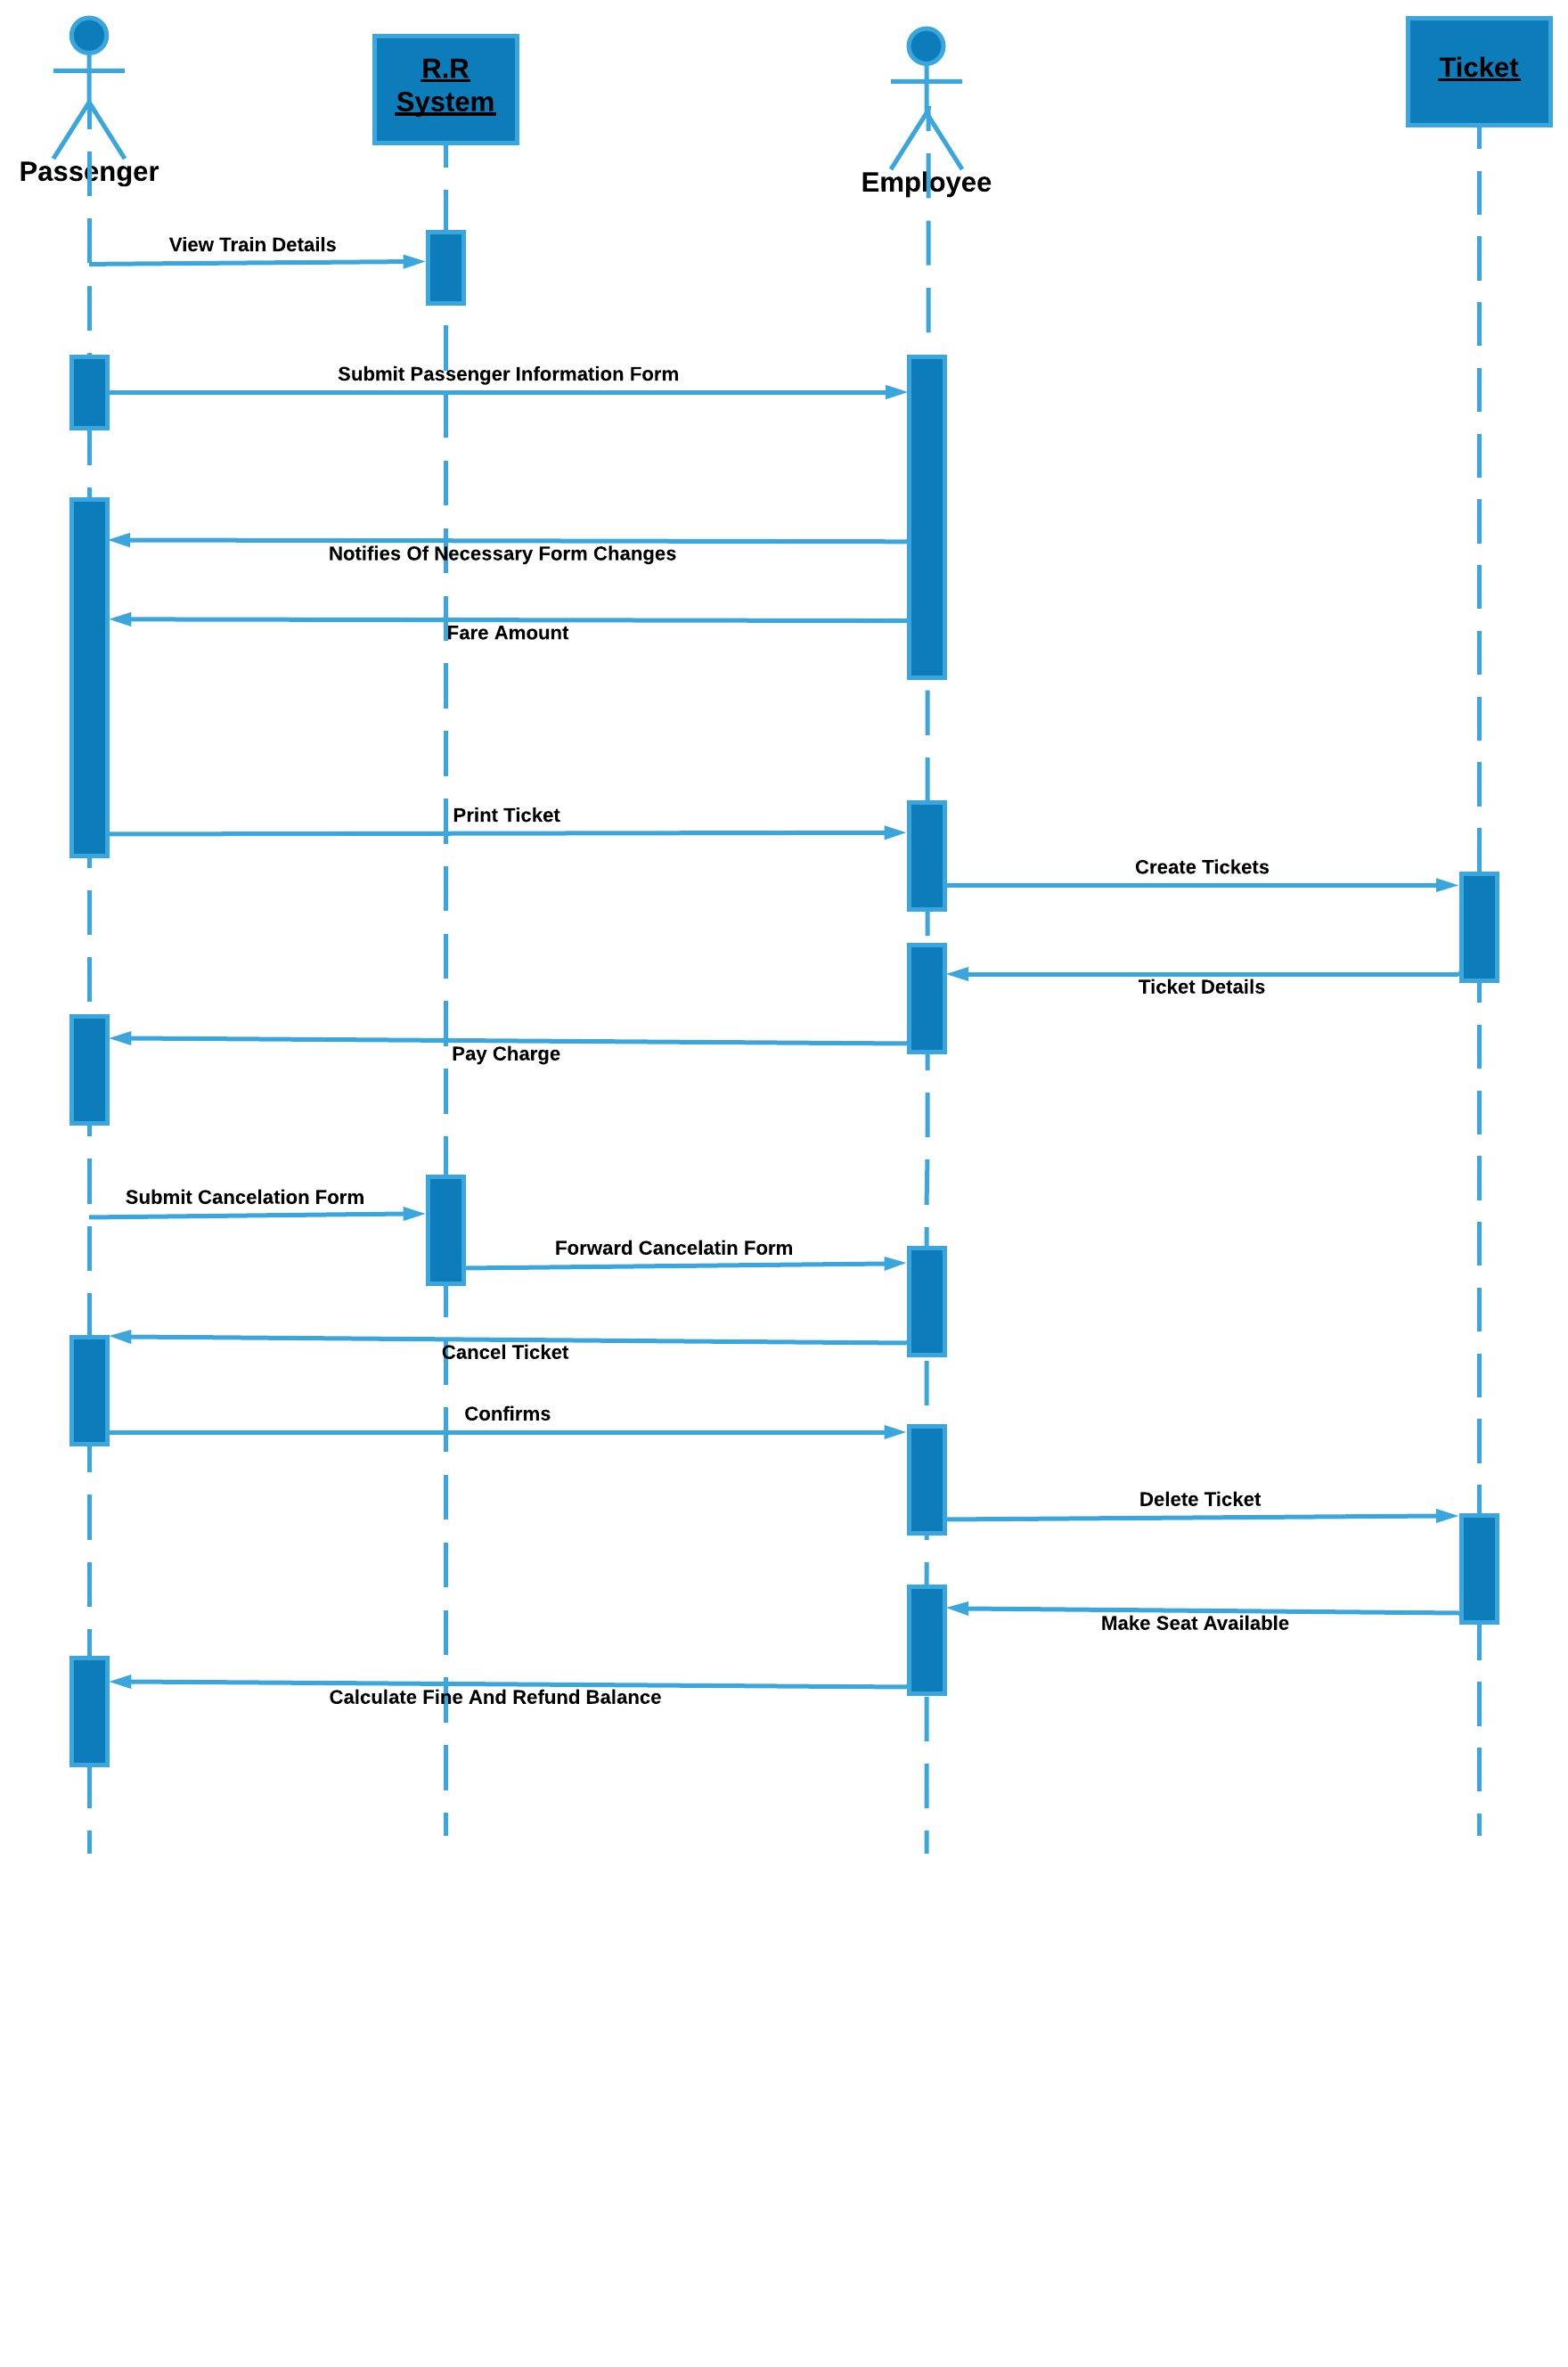 Passenger
R.R
System
Employee
Ticket
View Train Details
Submit Passenger Information Form
Notifies Of Necessary Form Changes
Fare Amount
Print Ticket
Create Tickets
Ticket Details
Pay Charge
Submit Cancelation Form
Forward Cancelatin Form
Cancel Ticket
Confirms
Delete Ticket
Make Seat Available
Calculate Fine And Refund Balance